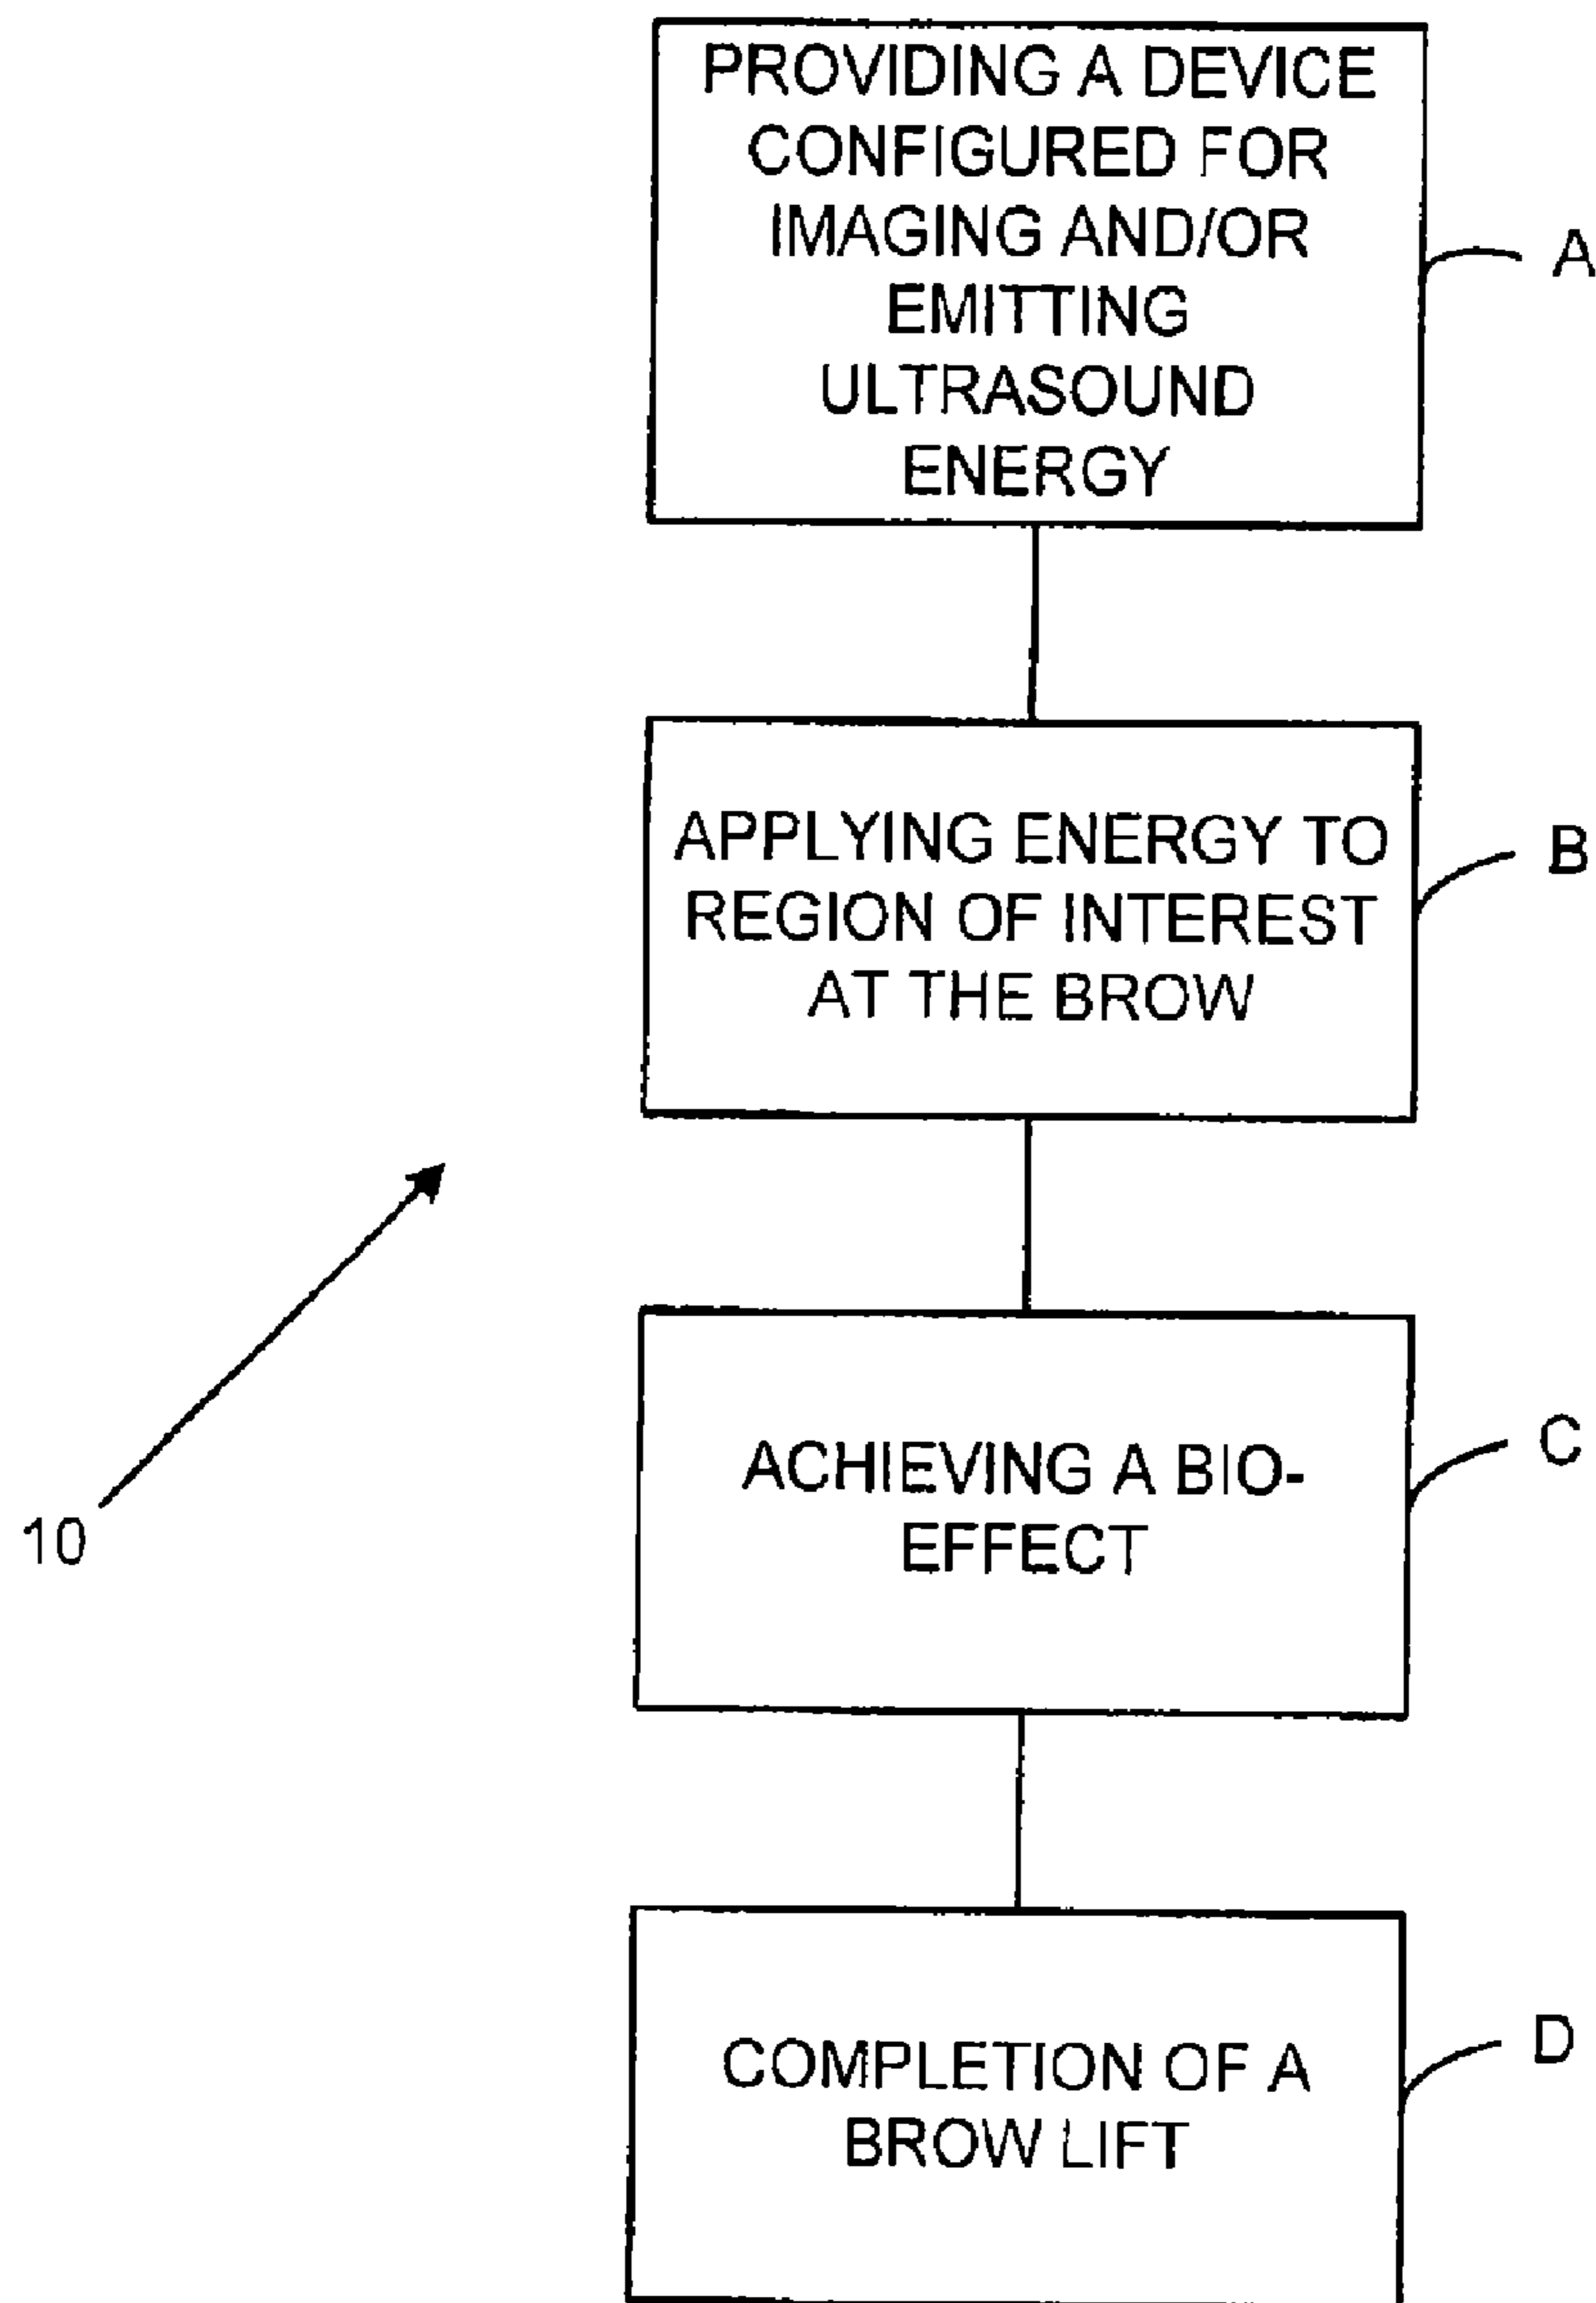 PROVIDING A DEVICE
CONFIGURED FOR
IMAGING AND/OR
EMITTING
ULTRASOUND
ENERGY
A
APPLYING ENERGY TO
REGION OF INTEREST
AT THE BROW
B
ACHIEVING A BIO-
EFFECT
C
10
COMPLETION OF A
BROW LIFT
D